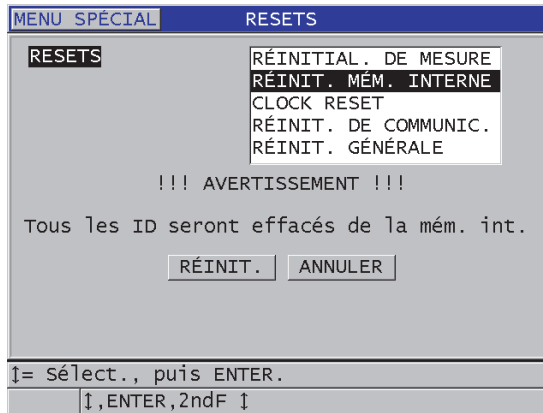 MENU SPÉCIAL RESETS
RESETS
RÉINITIAL. DE MESURE
RÉINIT. MÉM. INTERNE
CLOCK RESET
RÉINIT. DE COMMUNIC.
RÉINIT. GÉNÉRALE
!!! AVERTISSEMENT !!!
Tous les ID seront effacés de la mém. int.
RÉINIT. ANNULER
↕= Sélect., puis ENTER.
↕,ENTER,2ndF ↕